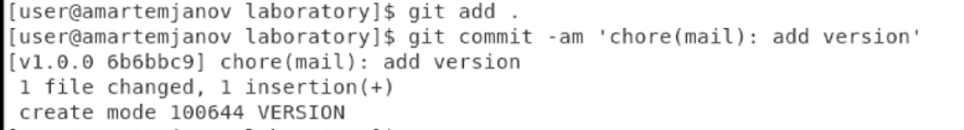 [user@amartemjanov laboratory]$ git add .
[user@amartemjanov laboratory]$ git commit -am 'chore(mail): add version'
[v1.0.0 6b6bbc9] chore(mail): add version
 1 file changed, 1 insertion(+)
 create mode 100644 VERSION